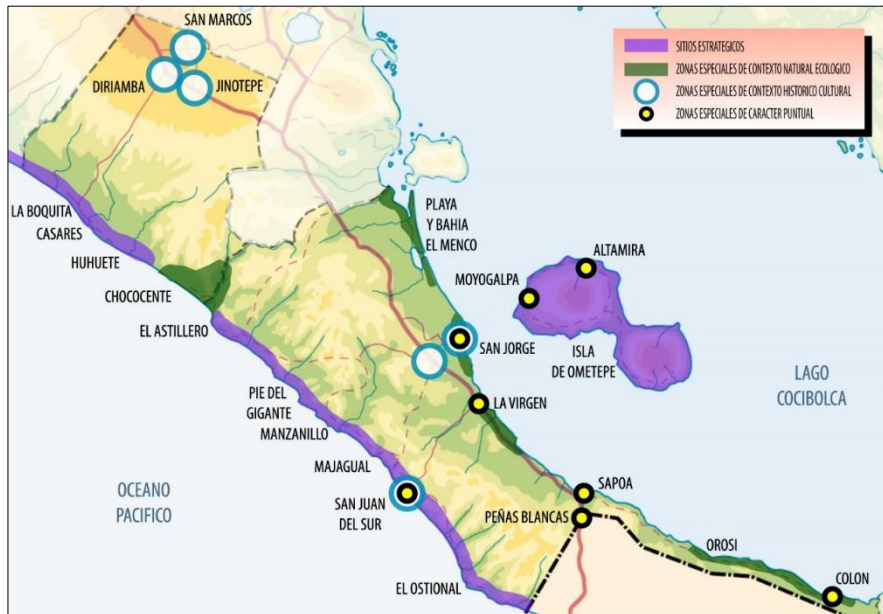 SAN MARCOS
DIRIAMBA
JINOTEPE
SITIOS ESTRATEGICOS
ZONAS ESPECIALES DE CONTEXTO NATURAL ECOLOGICO
ZONAS ESPECIALES DE CONTEXTO HISTORICO CULTURAL
ZONAS ESPECIALES DE CARACTER PUNTUAL
LA BOQUITA
CASARES
HUHUETE
CHOCOCENTE
EL ASTILLERO
PLAYA
Y BAHIA
EL MENCO
ALTAMIRA
MOYOGALPA
SAN JORGE
ISLA
DE OMETEPE
LAGO
COCIBOLCA
PIE DEL
GIGANTE
MANZANILLO
LA VIRGEN
MAJAGUAL
OCEANO
PACIFICO
SAN JUAN
DEL SUR
SAPOA
PEÑAS BLANCAS
OROSI
EL OSTIONAL
COLON